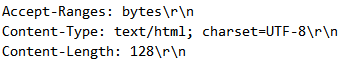 Accept-Ranges: bytes\r\n
Content-Type: text/html; charset=UTF-8\r\n
Content-Length: 128\r\n